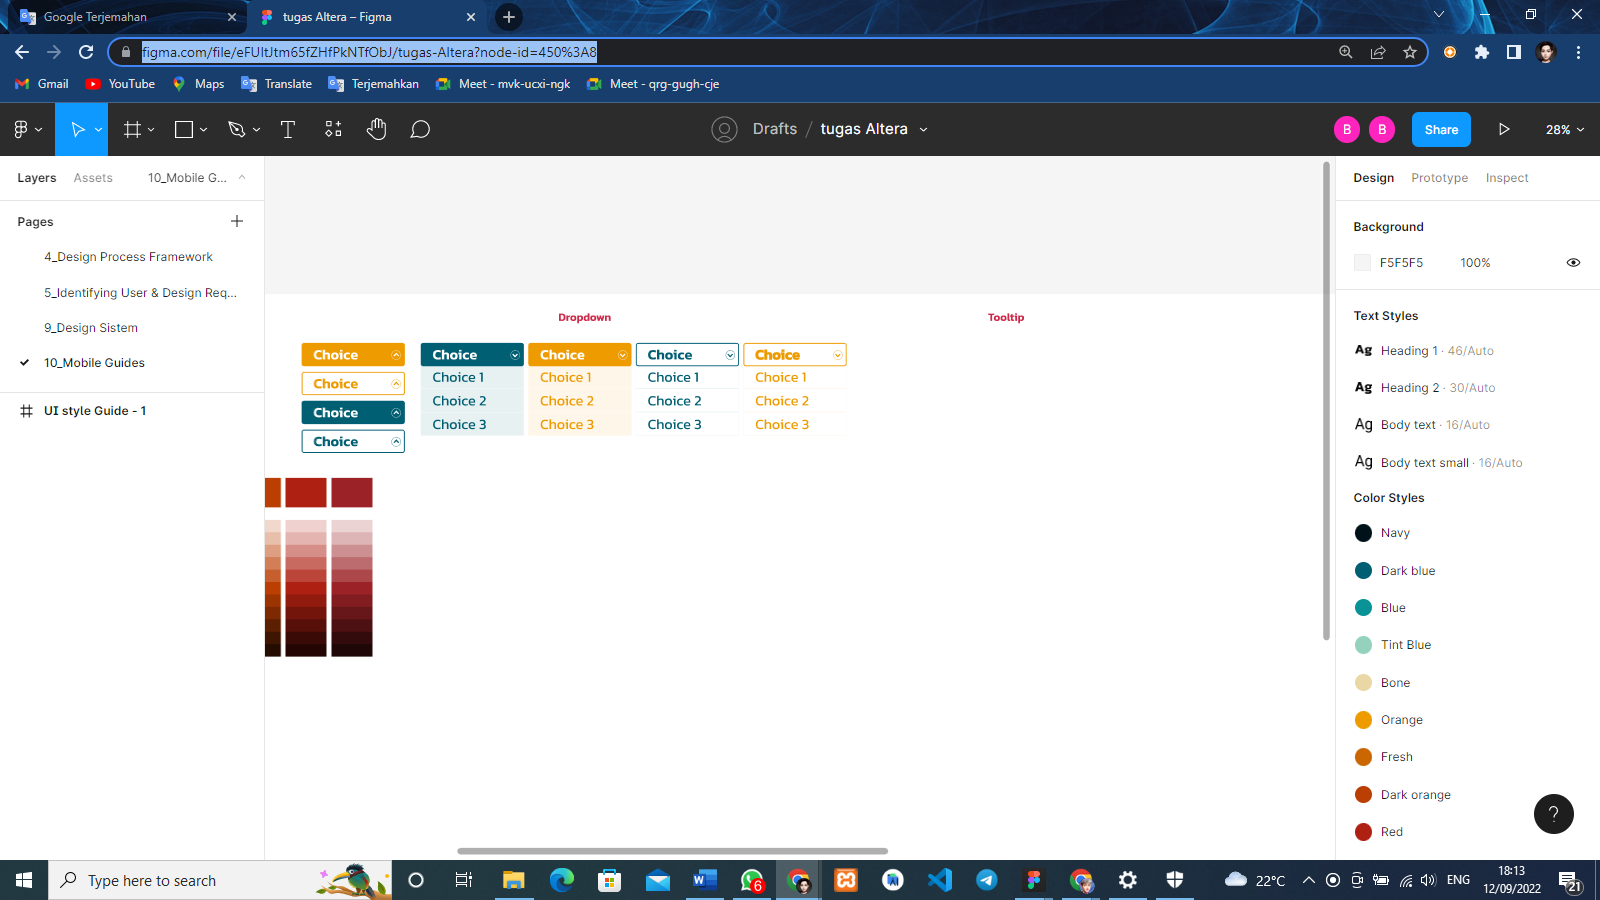 Google Terjemahan
tugas Altera – Figma
figma.com/file/eFUltJtm65fZHfPkNTfObJ/tugas-Altera?node-id=450%3A8
Gmail
YouTube
Maps
Translate
Terjemahkan
Meet - mvk-ucxi-ngk
Meet - qrg-gugh-cje
Drafts / tugas Altera
B
B
Share
28%
Layers
Assets
10_Mobile G...
Pages
4_Design Process Framework
5_Identifying User & Design Req...
9_Design Sistem
10_Mobile Guides
UI style Guide - 1
Dropdown
Tooltip
Choice
Choice
Choice
Choice
Choice
Choice 1
Choice 2
Choice 3
Choice
Choice 1
Choice 2
Choice 3
Choice
Choice 1
Choice 2
Choice 3
Choice
Choice 1
Choice 2
Choice 3
Design
Prototype
Inspect
Background
F5F5F5
100%
Text Styles
Ag Heading 1 · 46/Auto
Ag Heading 2 · 30/Auto
Ag Body text · 16/Auto
Ag Body text small · 16/Auto
Color Styles
Navy
Dark blue
Blue
Tint Blue
Bone
Orange
Fresh
Dark orange
Red
?
Type here to search
W
6
22°C
ENG
18:13
12/09/2022
21